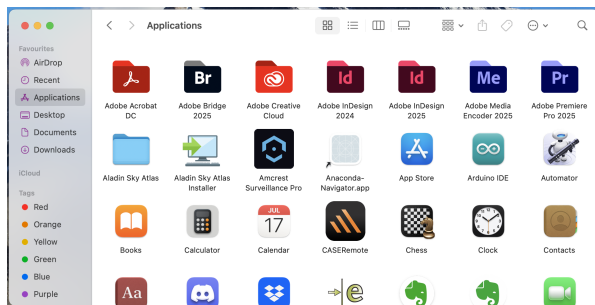 Applications
Favourites
AirDrop
Recent
Applications
Desktop
Documents
Downloads
iCloud
Tags
Red
Orange
Yellow
Green
Blue
Purple
Br
Id
Id
Me
Pr
Adobe Acrobat DC
Adobe Bridge 2025
Adobe Creative Cloud
Adobe InDesign 2024
Adobe InDesign 2025
Adobe Media Encoder 2025
Adobe Premiere Pro 2025
Aladin Sky Atlas
Aladin Sky Atlas Installer
Amcrest Surveillance Pro
Anaconda-Navigator.app
App Store
Arduino IDE
Automator
JUL
17
Books
Calculator
Calendar
CASERemote
Chess
Clock
Contacts
Aa
e